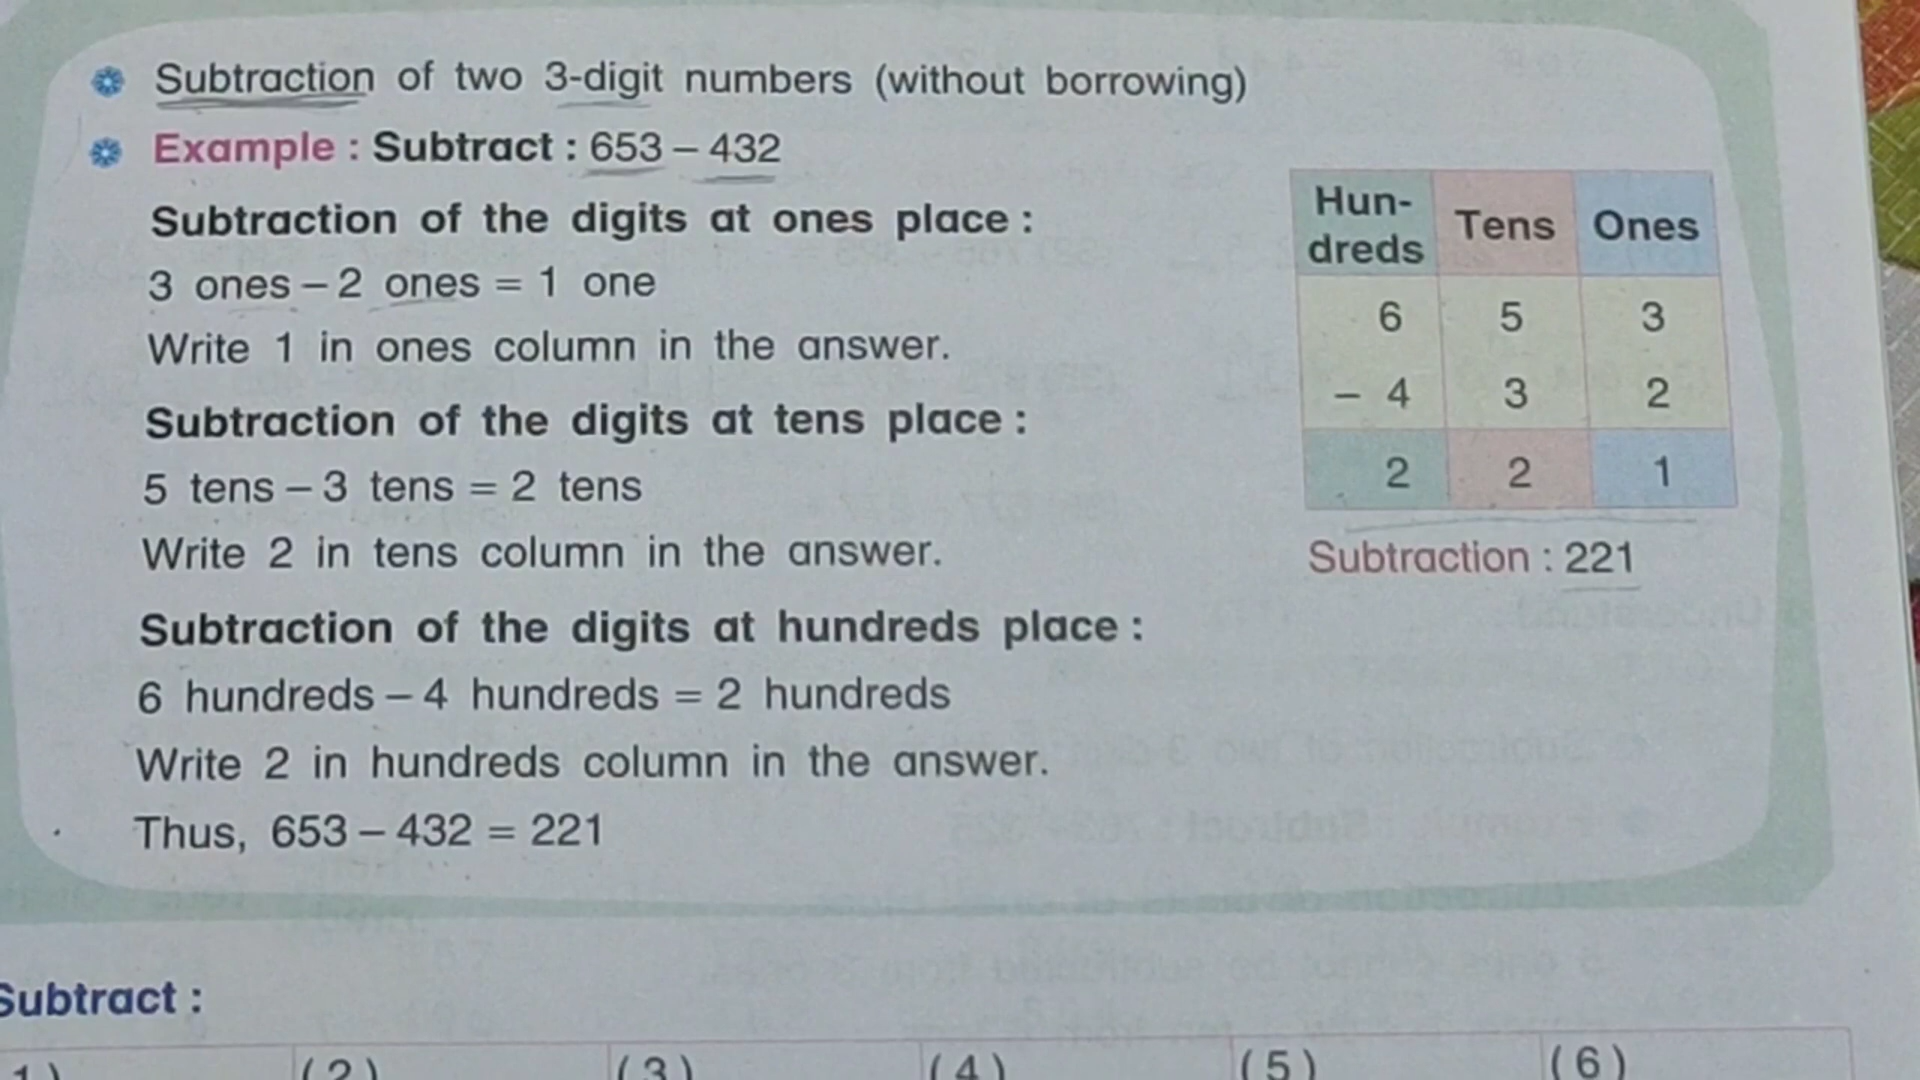 Subtraction of two 3-digit numbers (without borrowing)
Example : Subtract : 653 – 432
Subtraction of the digits at ones place :
3 ones – 2 ones = 1 one
Write 1 in ones column in the answer.
Subtraction of the digits at tens place :
5 tens – 3 tens = 2 tens
Write 2 in tens column in the answer.
Subtraction of the digits at hundreds place :
6 hundreds – 4 hundreds = 2 hundreds
Write 2 in hundreds column in the answer.
Thus, 653 – 432 = 221
Hun-
dreds Tens Ones
6 5 3
– 4 3 2
2 2 1
Subtraction : 221
Subtract :
1) (2) (3) (4) (5) (6)